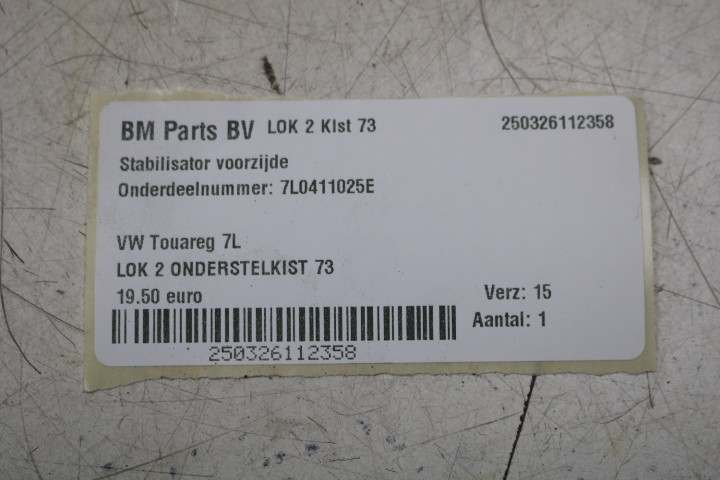 BM Parts BV LOK 2 Kist 73 250326112358
Stabilisator voorzijde
Onderdeelnummer: 7L0411025E
VW Touareg 7L
LOK 2 ONDERSTELKIST 73
19.50 euro Verz: 15
Aantal: 1
250326112358